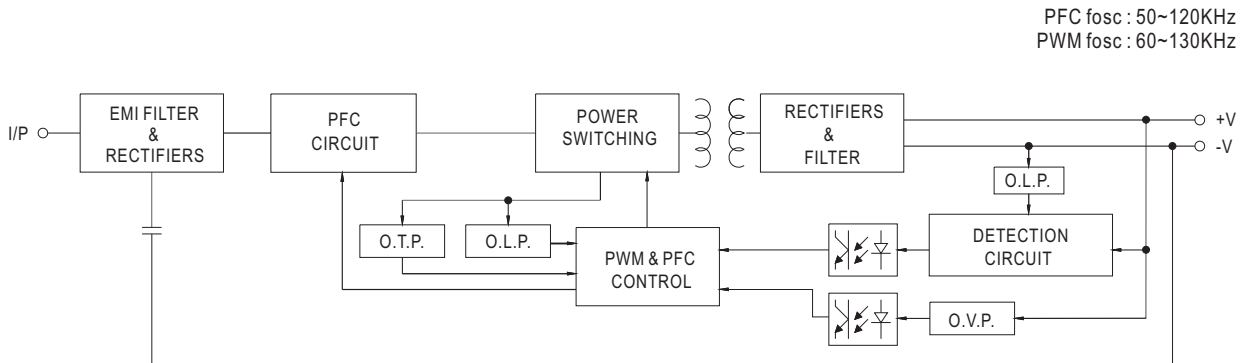 PFC fosc : 50~120KHz
PWM fosc : 60~130KHz
I/P
EMI FILTER
&
RECTIFIERS
PFC
CIRCUIT
POWER
SWITCHING
RECTIFIERS
&
FILTER
+V
-V
O.L.P.
O.T.P.
O.L.P.
PWM & PFC
CONTROL
DETECTION
CIRCUIT
O.V.P.